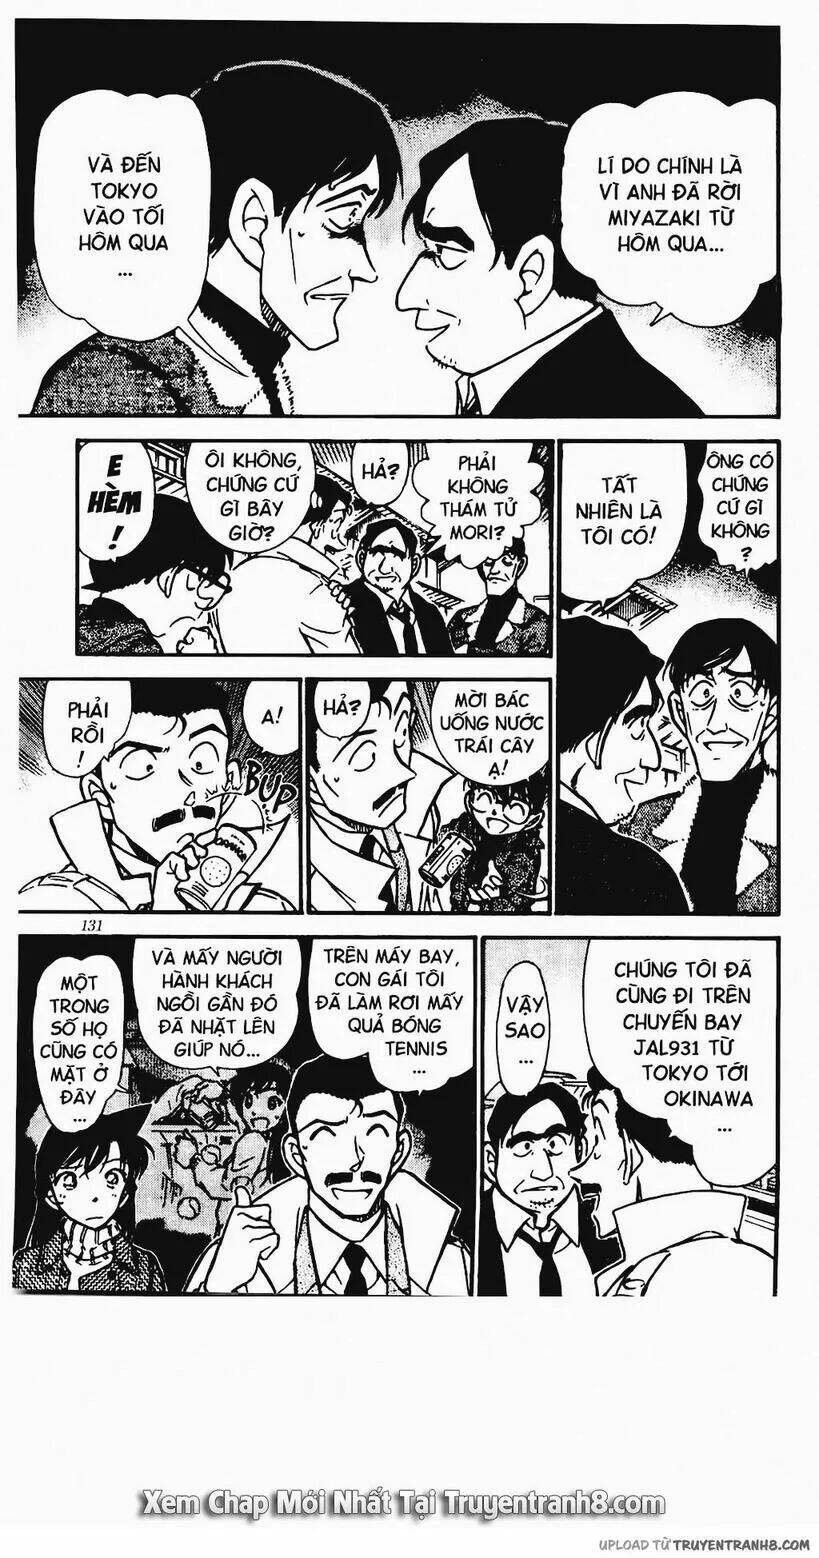 LÍ DO CHÍNH LÀ
VÌ ANH ĐÃ RỜI
MIYAZAKI TỪ
HÔM QUA...
VÀ ĐẾN
TOKYO
VÀO TỐI
HÔM QUA
...
ÔNG CÓ
CHỨNG
CỨ GÌ
KHÔNG
?
TẤT
NHIÊN LÀ
TÔI CÓ!
PHẢI
KHÔNG
THÁM TỬ
MORI?
HẢ?
ÔI KHÔNG,
CHỨNG CỨ
GÌ BÂY
GIỜ?
E
HÈM
!
MỜI BÁC
UỐNG NƯỚC
TRÁI CÂY
Ạ!
HẢ?
A!
BỤP
PHẢI
RỒI
!
131
CHÚNG TÔI ĐÃ
CÙNG ĐI TRÊN
CHUYẾN BAY
JAL931 TỪ
TOKYO TỚI
OKINAWA
...
VẬY
SAO
...
TRÊN MÁY BAY,
CON GÁI TÔI
ĐÃ LÀM RƠI MẤY
QUẢ BÓNG
TENNIS
...
VÀ MẤY NGƯỜI
HÀNH KHÁCH
NGỒI GẦN ĐÓ
ĐÃ NHẶT LÊN
GIÚP NÓ...
MỘT
TRONG
SỐ HỌ
CŨNG CÓ
MẶT Ở
ĐÂY
...
Xem Chap Mới Nhất Tại Truyentranh8.com
UPLOAD TỪ TRUYENTRANH8.COM